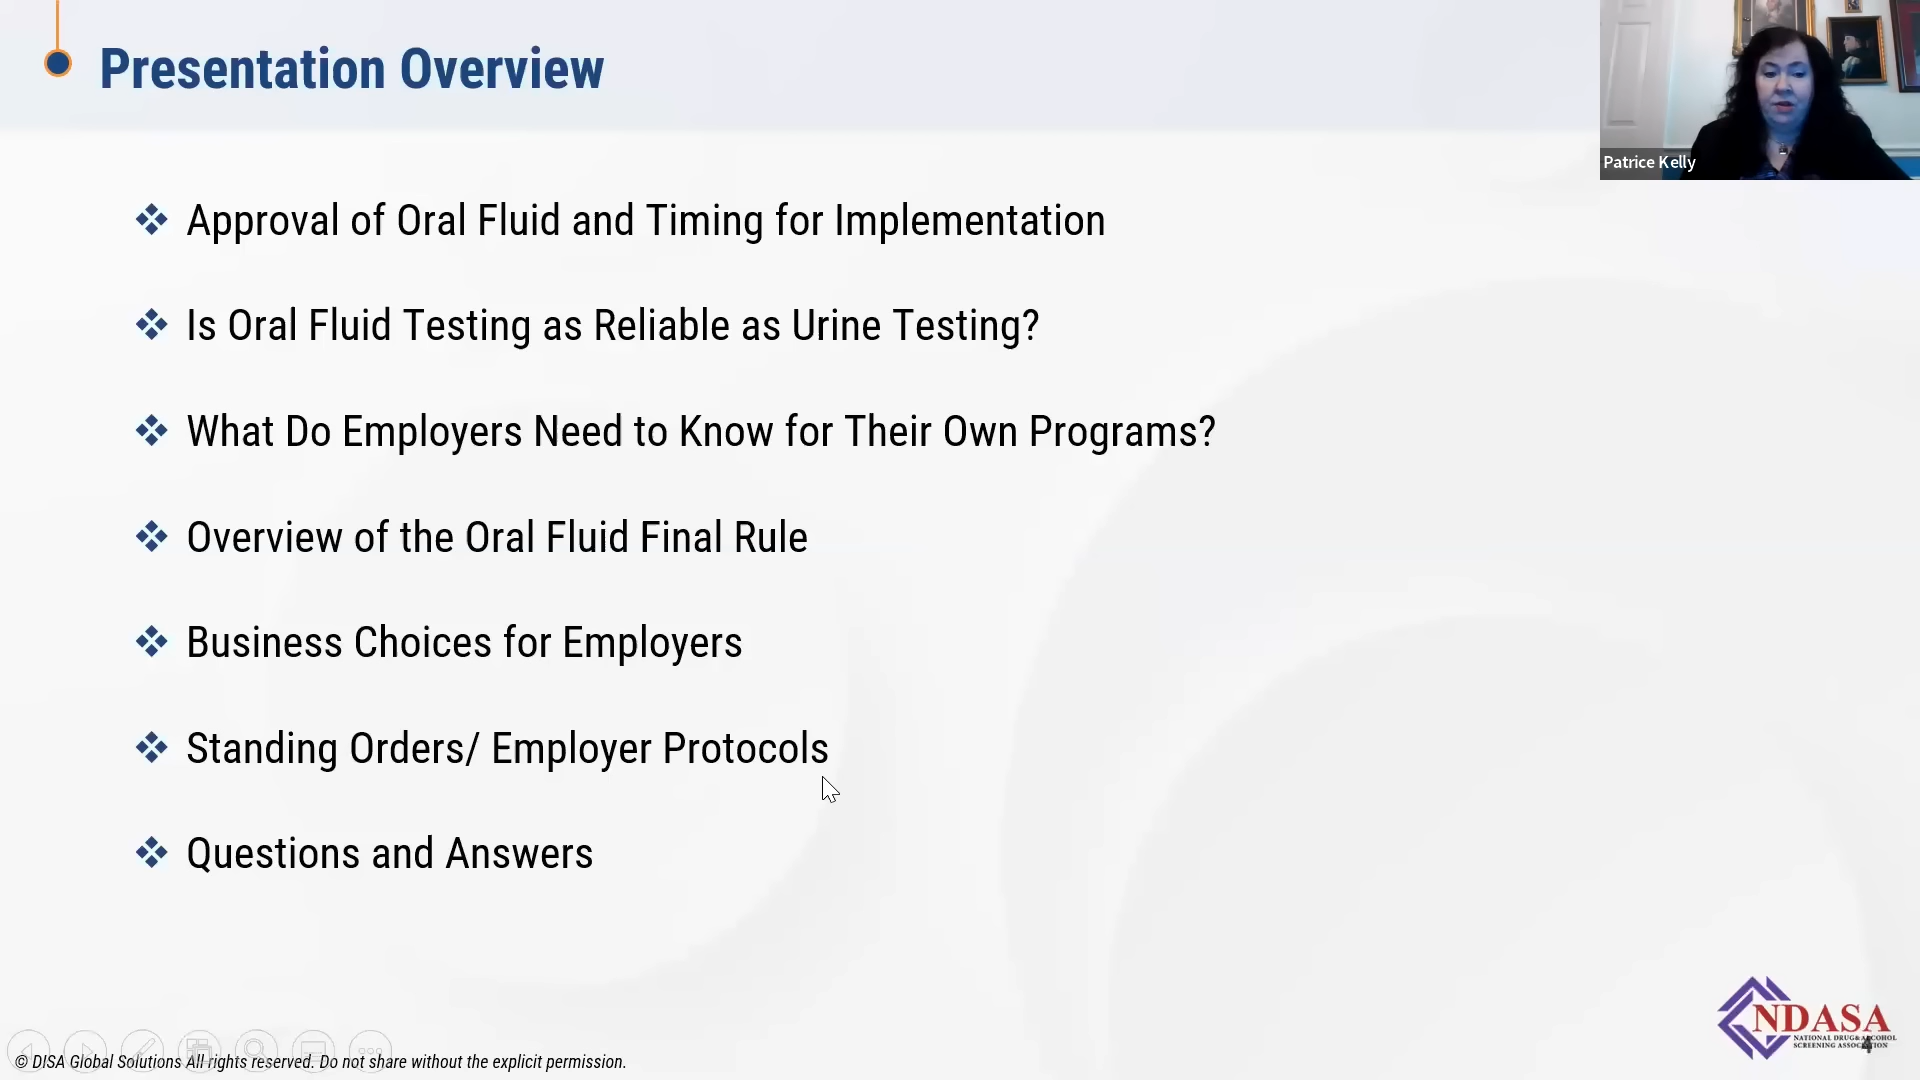 Presentation Overview
Patrice Kelly
Approval of Oral Fluid and Timing for Implementation
Is Oral Fluid Testing as Reliable as Urine Testing?
What Do Employers Need to Know for Their Own Programs?
Overview of the Oral Fluid Final Rule
Business Choices for Employers
Standing Orders/ Employer Protocols
Questions and Answers
NDASA
NATIONAL DRUG & ALCOHOL
SCREENING ASSOCIATION
4
© DISA Global Solutions All rights reserved. Do not share without the explicit permission.